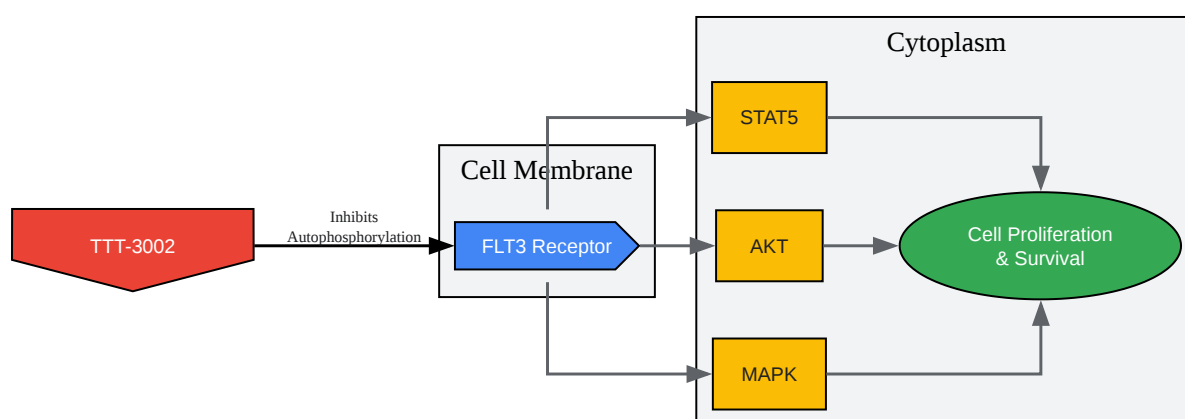 Cytoplasm
STAT5
Cell Membrane
Inhibits
Autophosphorylation
TTT-3002
FLT3 Receptor
AKT
Cell Proliferation
& Survival
MAPK